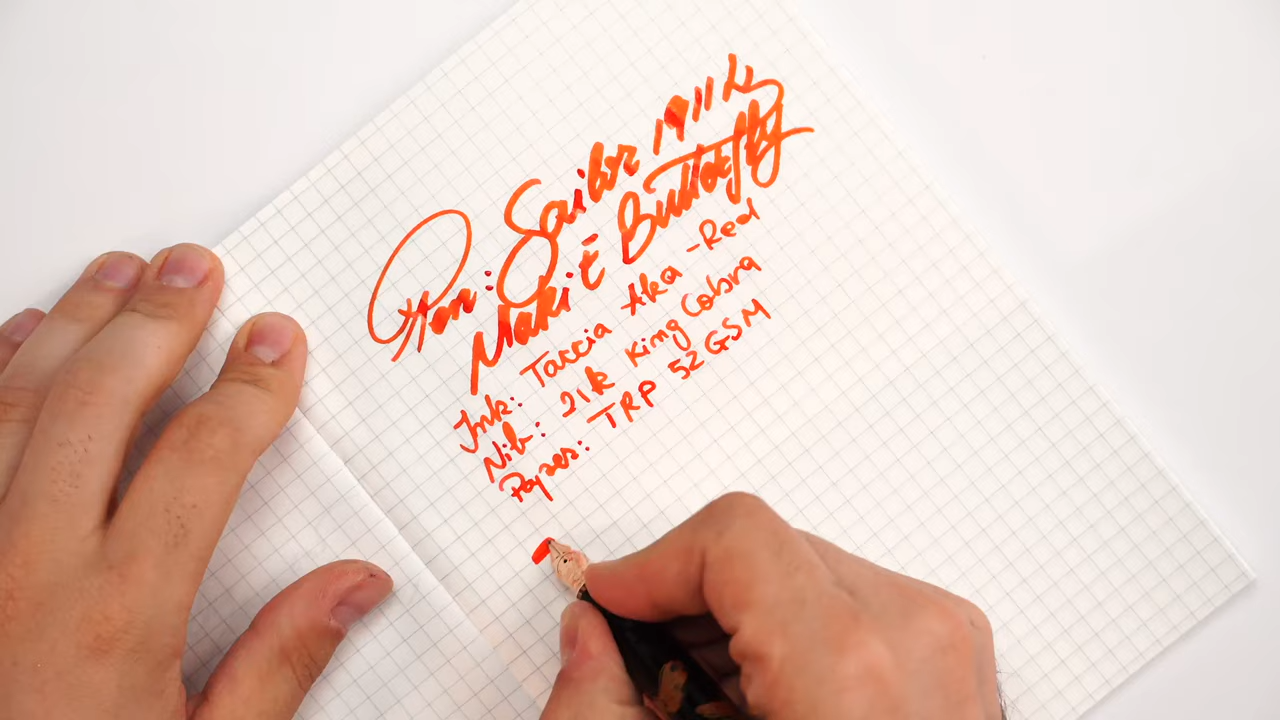 Pen: Sailor 1911L
Maki-E Butterfly
Ink: Taccia Aka-Red
Nib: 21k King Cobra
Paper: TRP 52 GSM